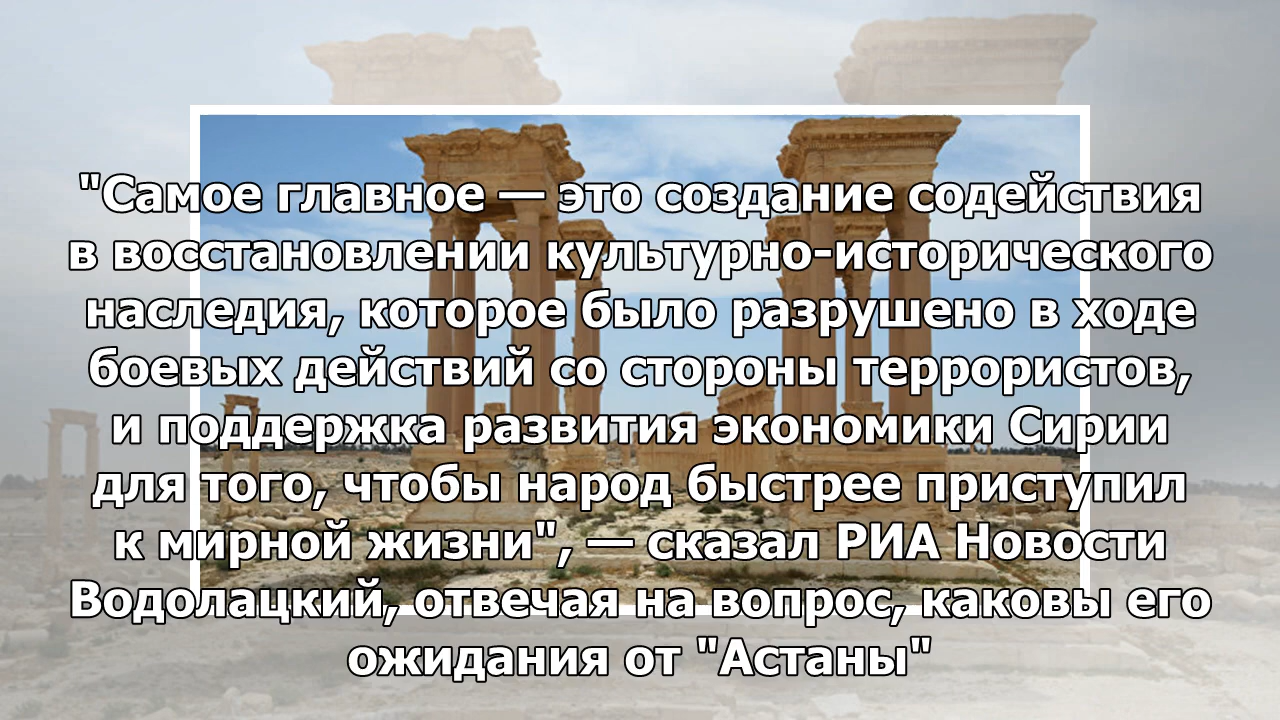 "Самое главное — это создание содействия
в восстановлении культурно-исторического
наследия, которое было разрушено в ходе
боевых действий со стороны террористов,
и поддержка развития экономики Сирии
для того, чтобы народ быстрее приступил
к мирной жизни", — сказал РИА Новости
Водолацкий, отвечая на вопрос, каковы его
ожидания от "Астаны"